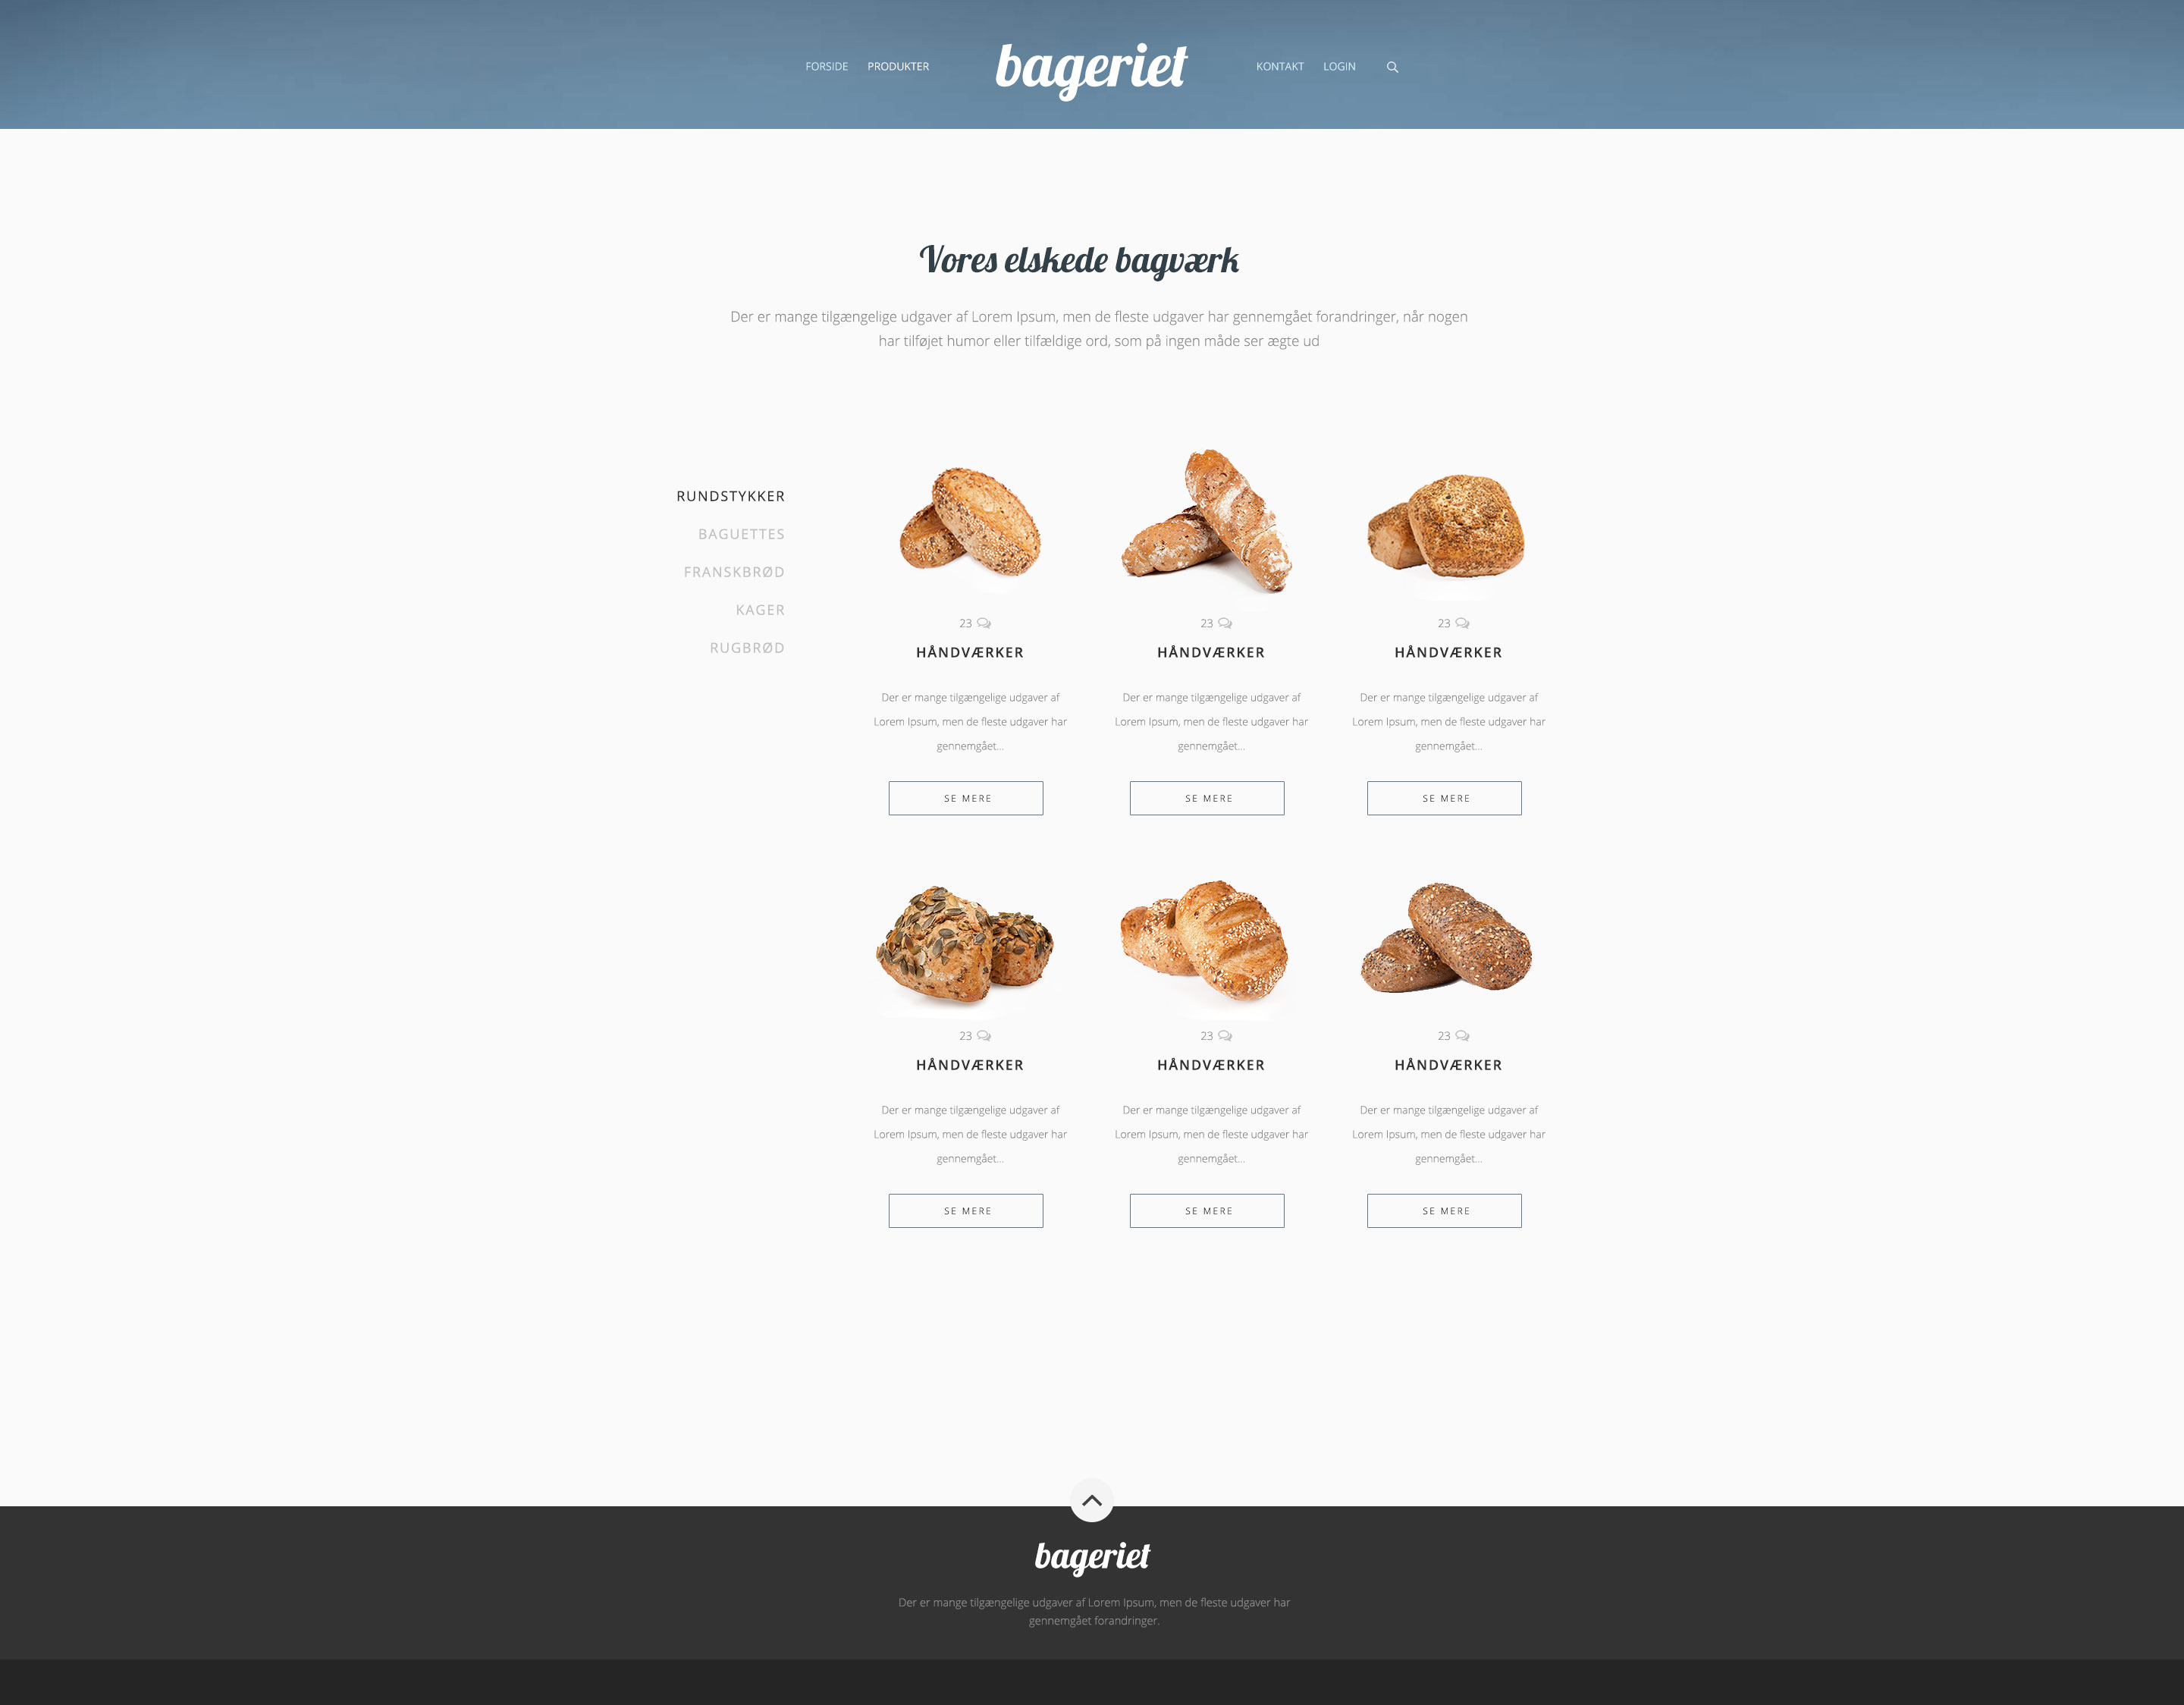 FORSIDE PRODUKTER bageriet KONTAKT LOGIN
Vores elskede bagværk
Der er mange tilgængelige udgaver af Lorem Ipsum, men de fleste udgaver har gennemgået forandringer, når nogen
har tilføjet humor eller tilfældige ord, som på ingen måde ser ægte ud
RUNDSTYKKER
BAGUETTES
FRANSKBRØD
KAGER
RUGBRØD
23
HÅNDVÆRKER
Der er mange tilgængelige udgaver af
Lorem Ipsum, men de fleste udgaver har
gennemgået...
SE MERE
23
HÅNDVÆRKER
Der er mange tilgængelige udgaver af
Lorem Ipsum, men de fleste udgaver har
gennemgået...
SE MERE
23
HÅNDVÆRKER
Der er mange tilgængelige udgaver af
Lorem Ipsum, men de fleste udgaver har
gennemgået...
SE MERE
23
HÅNDVÆRKER
Der er mange tilgængelige udgaver af
Lorem Ipsum, men de fleste udgaver har
gennemgået...
SE MERE
23
HÅNDVÆRKER
Der er mange tilgængelige udgaver af
Lorem Ipsum, men de fleste udgaver har
gennemgået...
SE MERE
23
HÅNDVÆRKER
Der er mange tilgængelige udgaver af
Lorem Ipsum, men de fleste udgaver har
gennemgået...
SE MERE
bageriet
Der er mange tilgængelige udgaver af Lorem Ipsum, men de fleste udgaver har
gennemgået forandringer.